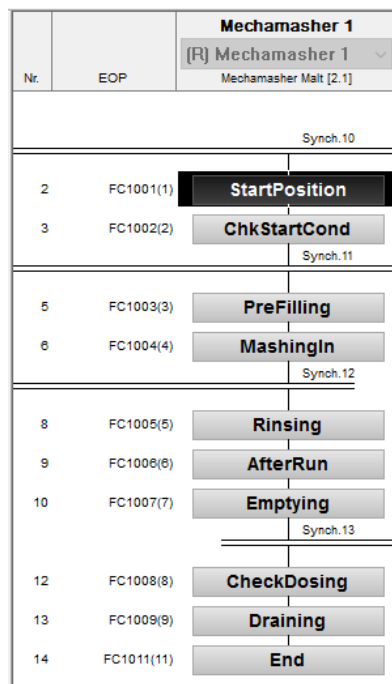 Mechamasher 1
(R) Mechamasher 1
Nr. EOP Mechamasher Malt [2.1]
Synch.10
2 FC1001(1) StartPosition
3 FC1002(2) ChkStartCond
Synch.11
5 FC1003(3) PreFilling
6 FC1004(4) MashingIn
Synch.12
8 FC1005(5) Rinsing
9 FC1006(6) AfterRun
10 FC1007(7) Emptying
Synch.13
12 FC1008(8) CheckDosing
13 FC1009(9) Draining
14 FC1011(11) End